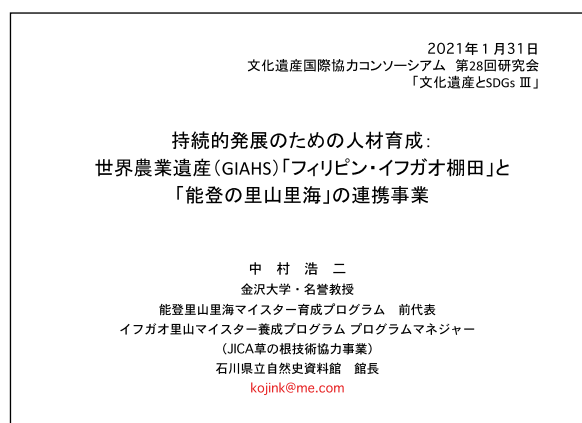 2021年1月31日
文化遺産国際協力コンソーシアム 第28回研究会
「文化遺産とSDGs Ⅲ」
持続的発展のための人材育成:
世界農業遺産(GIAHS)「フィリピン・イフガオ棚田」と
「能登の里山里海」の連携事業
中 村 浩 二
金沢大学・名誉教授
能登里山里海マイスター育成プログラム 前代表
イフガオ里山マイスター養成プログラム プログラムマネジャー
(JICA草の根技術協力事業)
石川県立自然史資料館 館長
kojink@me.com